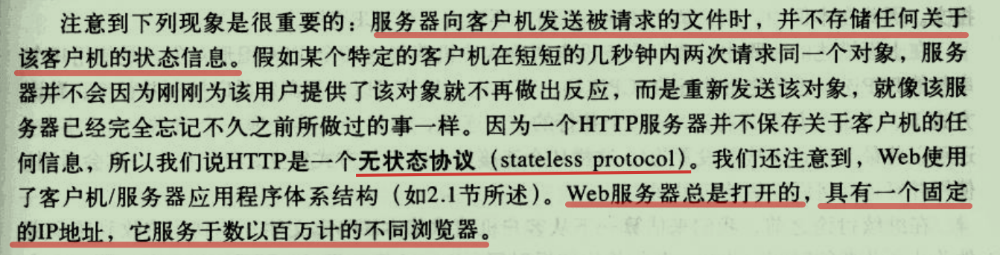 注意到下列现象是很重要的：服务器向客户机发送被请求的文件时，并不存储任何关于
该客户机的状态信息。假如某个特定的客户机在短短的几秒钟内两次请求同一个对象，服务
器并不会因为刚刚为该用户提供了该对象就不再做出反应，而是重新发送该对象，就像该服
务器已经完全忘记不久之前所做过的事一样。因为一个HTTP服务器并不保存关于客户机的任
何信息，所以我们说HTTP是一个无状态协议（stateless protocol）。我们还注意到，Web使用
了客户机/服务器应用程序体系结构（如2.1节所述）。Web服务器总是打开的，具有一个固定
的IP地址，它服务于数以百万计的不同浏览器。